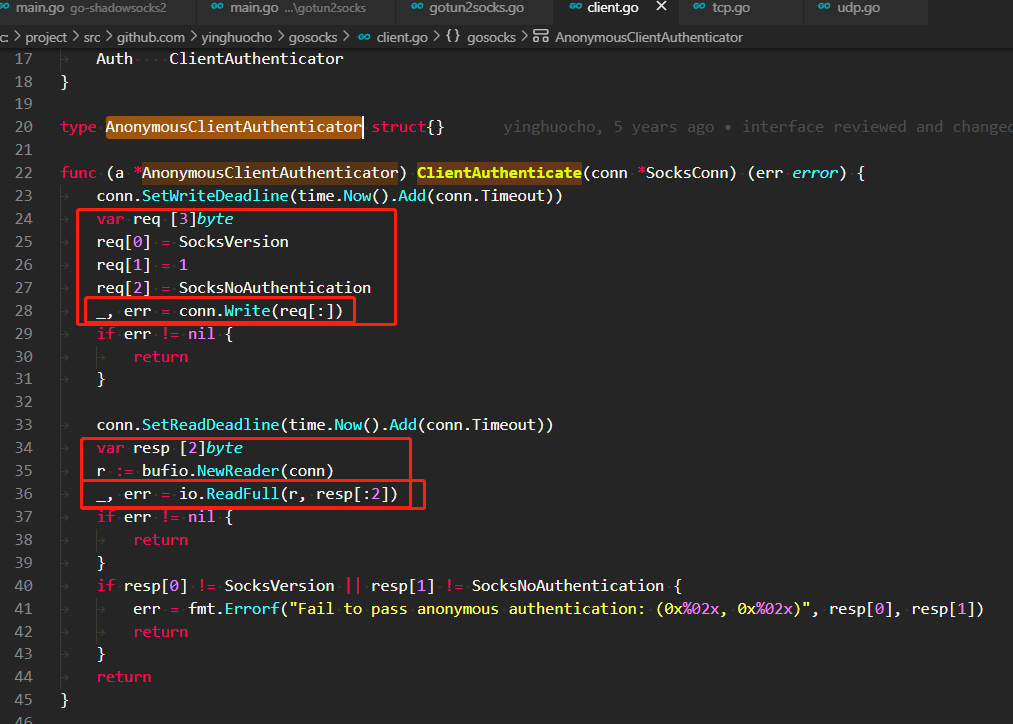 main.go go-shadowsocks2 main.go ...\gotun2socks gotun2socks.go client.go tcp.go udp.go
c: > project > src > github.com > yinghuocho > gosocks > client.go > {} gosocks > AnonymousClientAuthenticator
17 Auth ···· ClientAuthenticator
18 }
19
20 type AnonymousClientAuthenticator struct{} yinghuocho, 5 years ago • interface reviewed and changed
21
22 func (a *AnonymousClientAuthenticator) ClientAuthenticate(conn *SocksConn) (err error) {
23 conn.SetWriteDeadline(time.Now().Add(conn.Timeout))
24 var req [3]byte
25 req[0] = SocksVersion
26 req[1] = 1
27 req[2] = SocksNoAuthentication
28 _, err = conn.Write(req[:])
29 if err != nil {
30 return
31 }
32
33 conn.SetReadDeadline(time.Now().Add(conn.Timeout))
34 var resp [2]byte
35 r := bufio.NewReader(conn)
36 _, err = io.ReadFull(r, resp[:2])
37 if err != nil {
38 return
39 }
40 if resp[0] != SocksVersion || resp[1] != SocksNoAuthentication {
41 err = fmt.Errorf("Fail to pass anonymous authentication: (0x%02x, 0x%02x)", resp[0], resp[1])
42 return
43 }
44 return
45 }
46